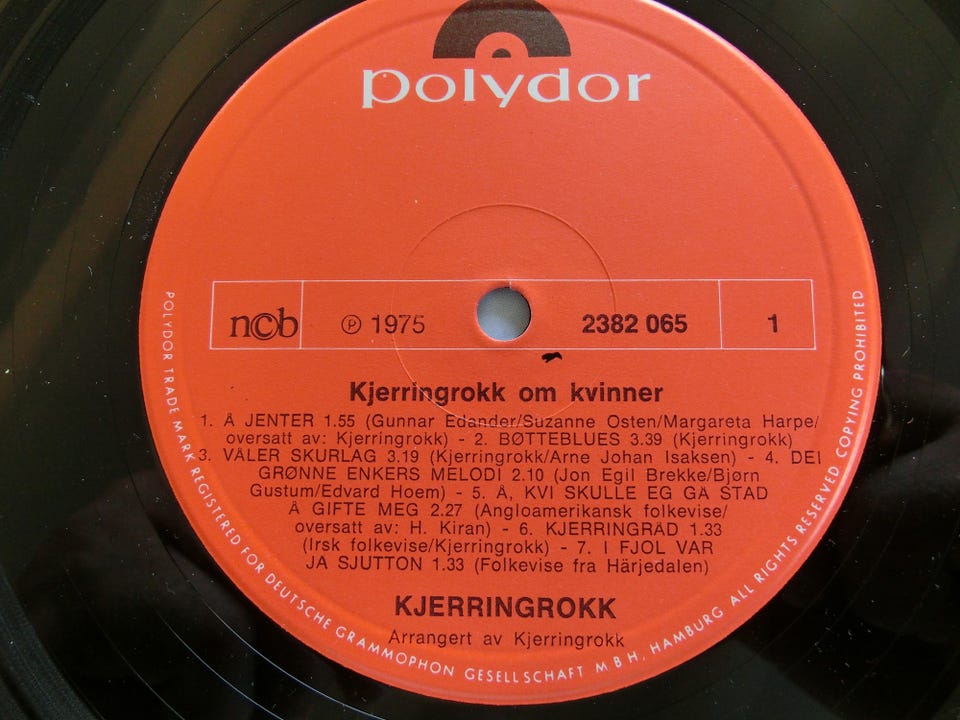 polydor
ncb
℗ 1975
2382 065
1
Kjerringrokk om kvinner
1. Å JENTER 1.55 (Gunnar Edander/Suzanne Osten/Margareta Harpe/
oversatt av: Kjerringrokk) - 2. BØTTEBLUES 3.39 (Kjerringrokk)
3. VÅLER SKURLAG 3.19 (Kjerringrokk/Arne Johan Isaksen) - 4. DEI
GRØNNE ENKERS MELODI 2.10 (Jon Egil Brekke/Bjørn
Gustum/Edvard Hoem) - 5. Å, KVI SKULLE EG GÅ STAD
Å GIFTE MEG 2.27 (Angloamerikansk folkevise/
oversatt av: H. Kiran) - 6. KJERRINGRÅD 1.33
(Irsk folkevise/Kjerringrokk) - 7. I FJOL VAR
JA SJUTTON 1.33 (Folkevise fra Härjedalen)
KJERRINGROKK
Arrangert av Kjerringrokk
POLYDOR TRADE MARK REGISTERED FOR DEUTSCHE GRAMMOPHON GESELLSCHAFT MBH, HAMBURG ALL RIGHTS RESERVED COPYING PROHIBITED